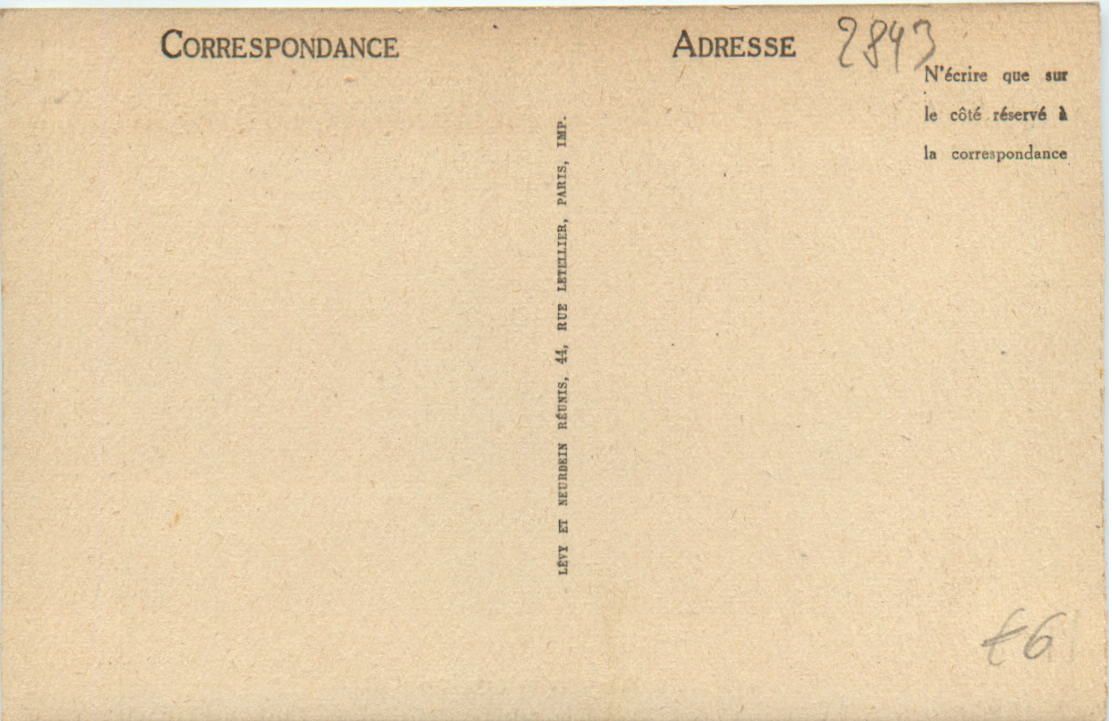 CORRESPONDANCE
ADRESSE
2843
N'écrire que sur
le côté réservé à
la correspondance
LÉVY ET NEURDEIN RÉUNIS, 44, RUE LETELLIER, PARIS, IMP.
€6